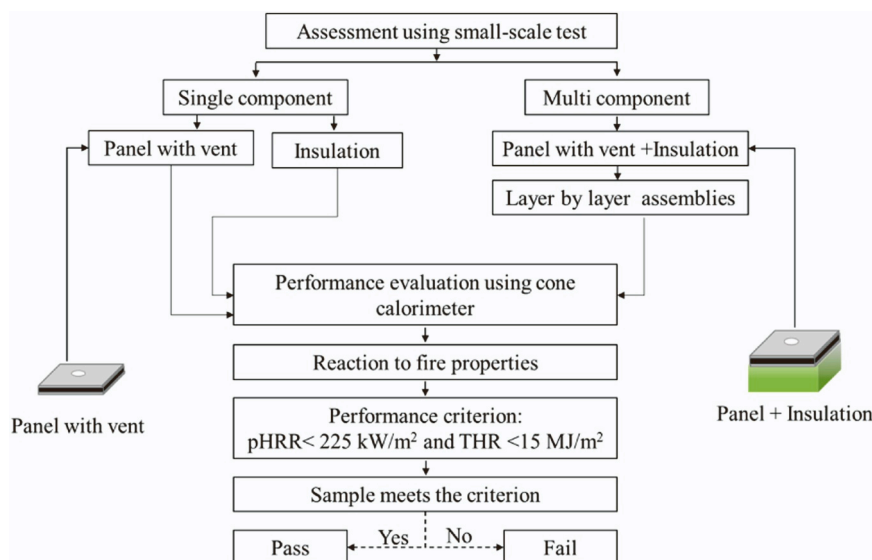 Assessment using small-scale test
Single component
Multi component
Panel with vent
Insulation
Panel with vent +Insulation
Layer by layer assemblies
Performance evaluation using cone
calorimeter
Reaction to fire properties
Panel with vent
Panel + Insulation
Performance criterion:
pHRR< 225 kW/m² and THR <15 MJ/m²
Sample meets the criterion
Yes
No
Pass
Fail